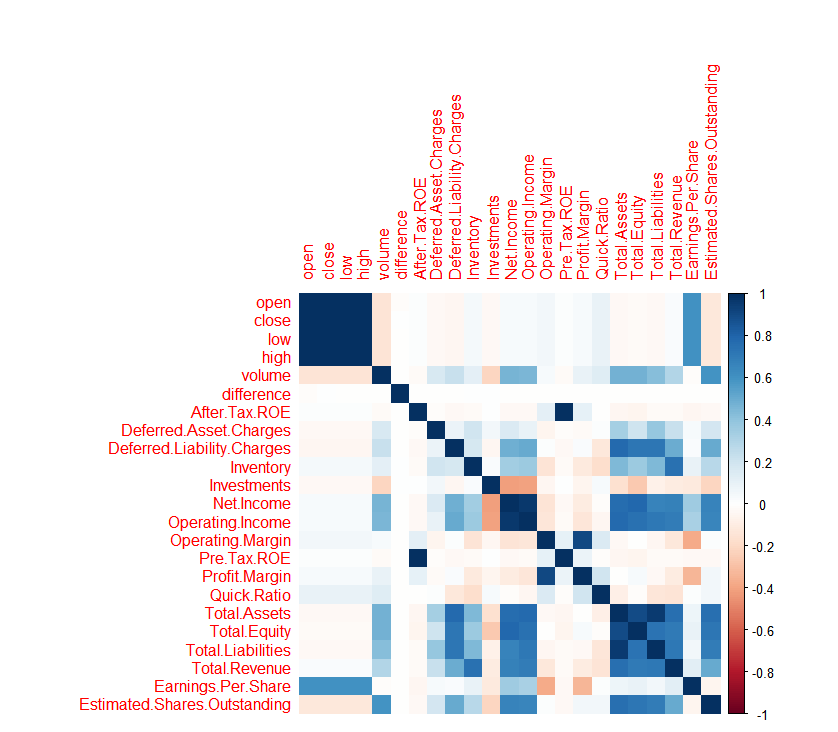 open
close
low
high
volume
difference
After.Tax.ROE
Deferred.Asset.Charges
Deferred.Liability.Charges
Inventory
Investments
Net.Income
Operating.Income
Operating.Margin
Pre.Tax.ROE
Profit.Margin
Quick.Ratio
Total.Assets
Total.Equity
Total.Liabilities
Total.Revenue
Earnings.Per.Share
Estimated.Shares.Outstanding
open
close
low
high
volume
difference
After.Tax.ROE
Deferred.Asset.Charges
Deferred.Liability.Charges
Inventory
Investments
Net.Income
Operating.Income
Operating.Margin
Pre.Tax.ROE
Profit.Margin
Quick.Ratio
Total.Assets
Total.Equity
Total.Liabilities
Total.Revenue
Earnings.Per.Share
Estimated.Shares.Outstanding
1
0.8
0.6
0.4
0.2
0
-0.2
-0.4
-0.6
-0.8
-1